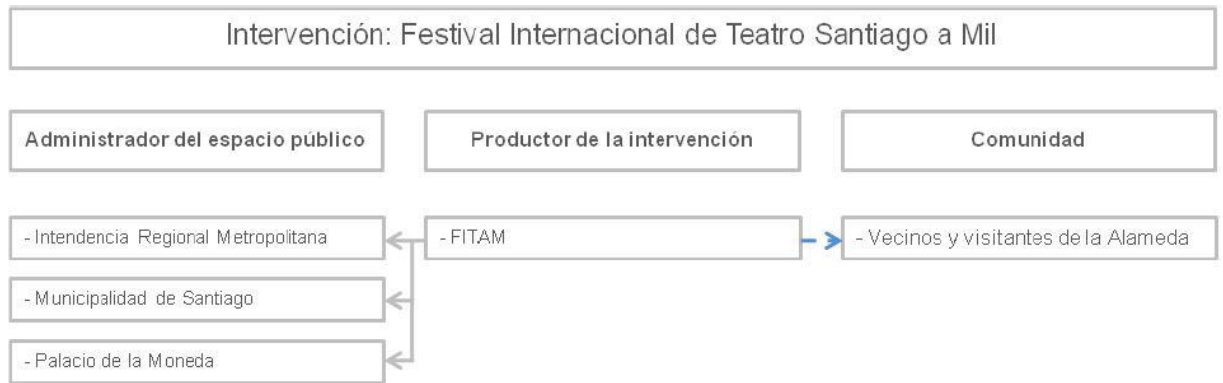 Intervención: Festival Internacional de Teatro Santiago a Mil
Administrador del espacio público
Productor de la intervención
Comunidad
- Intendencia Regional Metropolitana
- FITAM
- Vecinos y visitantes de la Alameda
- Municipalidad de Santiago
- Palacio de la Moneda